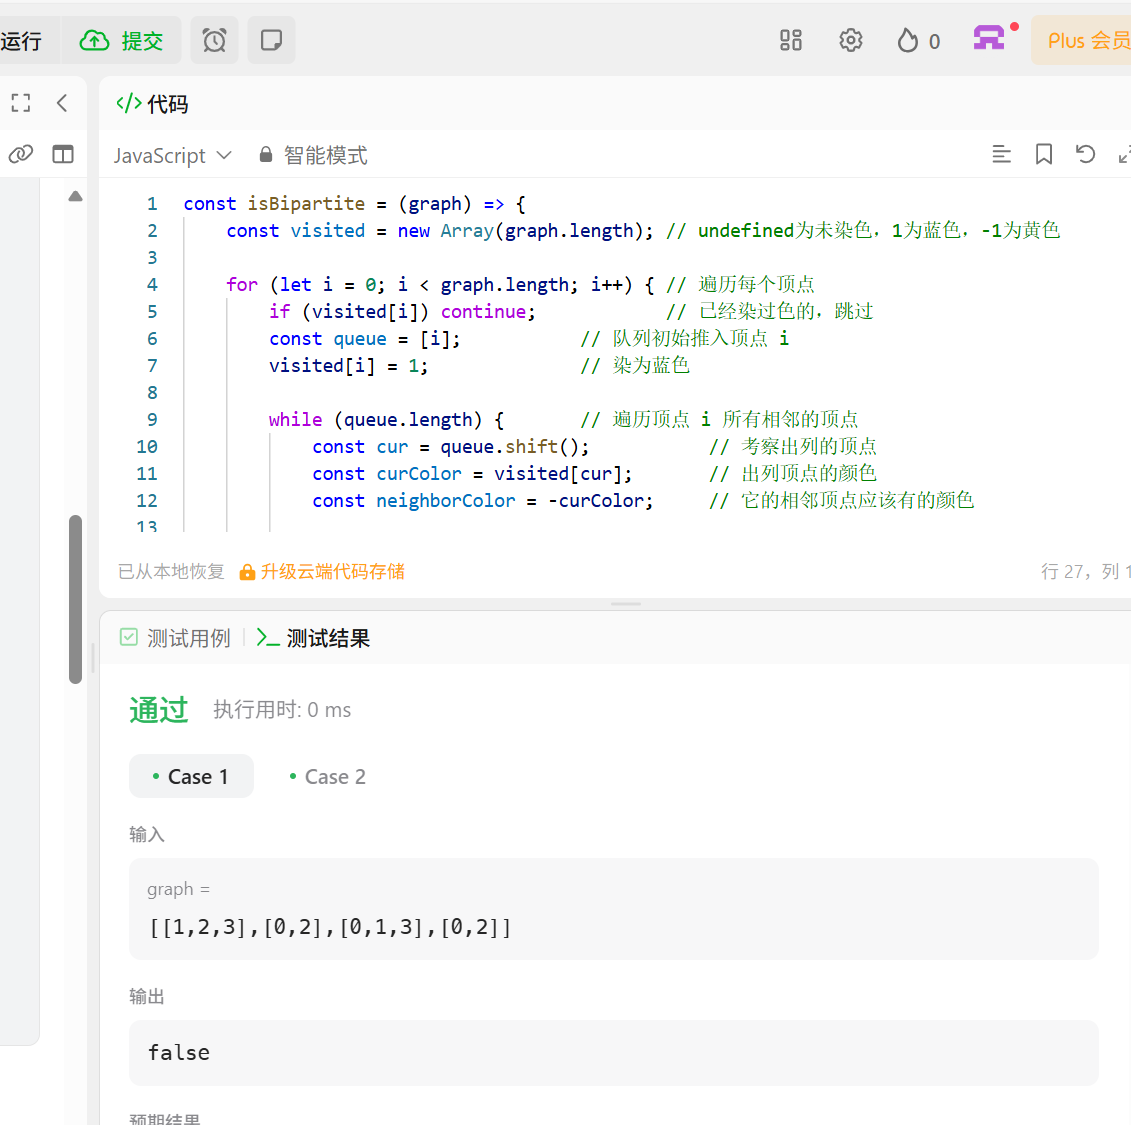 运行 提交 0 Plus 会员
</> 代码
JavaScript 智能模式
1 const isBipartite = (graph) => {
2 const visited = new Array(graph.length); // undefined为未染色，1为蓝色，-1为黄色
3
4 for (let i = 0; i < graph.length; i++) { // 遍历每个顶点
5 if (visited[i]) continue; // 已经染过色的，跳过
6 const queue = [i]; // 队列初始推入顶点 i
7 visited[i] = 1; // 染为蓝色
8
9 while (queue.length) { // 遍历顶点 i 所有相邻的顶点
10 const cur = queue.shift(); // 考察出列的顶点
11 const curColor = visited[cur]; // 出列顶点的颜色
12 const neighborColor = -curColor; // 它的相邻顶点应该有的颜色
13
已从本地恢复 升级云端代码存储 行 27，列 1
测试用例 测试结果
通过 执行用时: 0 ms
Case 1 Case 2
输入
graph =
[[1,2,3],[0,2],[0,1,3],[0,2]]
输出
false
预期结果